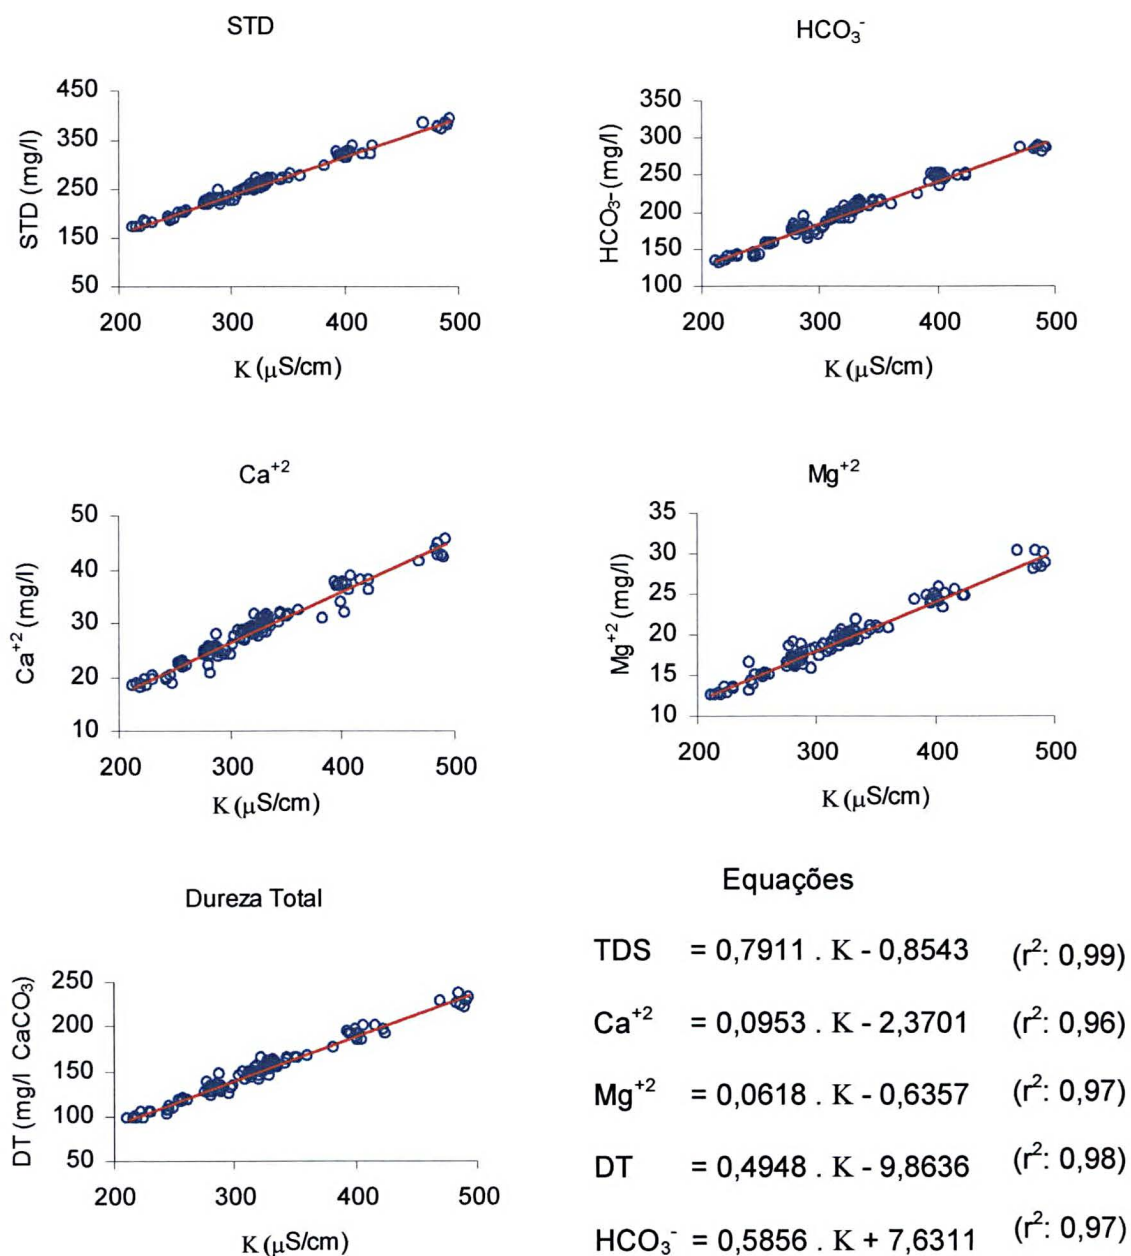 STD
STD (mg/l)
450
350
250
150
50
200 300 400 500
K (µS/cm)
HCO₃⁻
HCO₃₋ (mg/l)
350
300
250
200
150
100
200 300 400 500
K (µS/cm)
Ca⁺²
Ca⁺² (mg/l)
50
40
30
20
10
200 300 400 500
K (µS/cm)
Mg⁺²
Mg⁺² (mg/l)
35
30
25
20
15
10
200 300 400 500
K (µS/cm)
Dureza Total
DT (mg/l CaCO₃)
250
200
150
100
50
200 300 400 500
K (µS/cm)
Equações
TDS = 0,7911 . K - 0,8543 (r²: 0,99)
Ca⁺² = 0,0953 . K - 2,3701 (r²: 0,96)
Mg⁺² = 0,0618 . K - 0,6357 (r²: 0,97)
DT = 0,4948 . K - 9,8636 (r²: 0,98)
HCO₃⁻ = 0,5856 . K + 7,6311 (r²: 0,97)